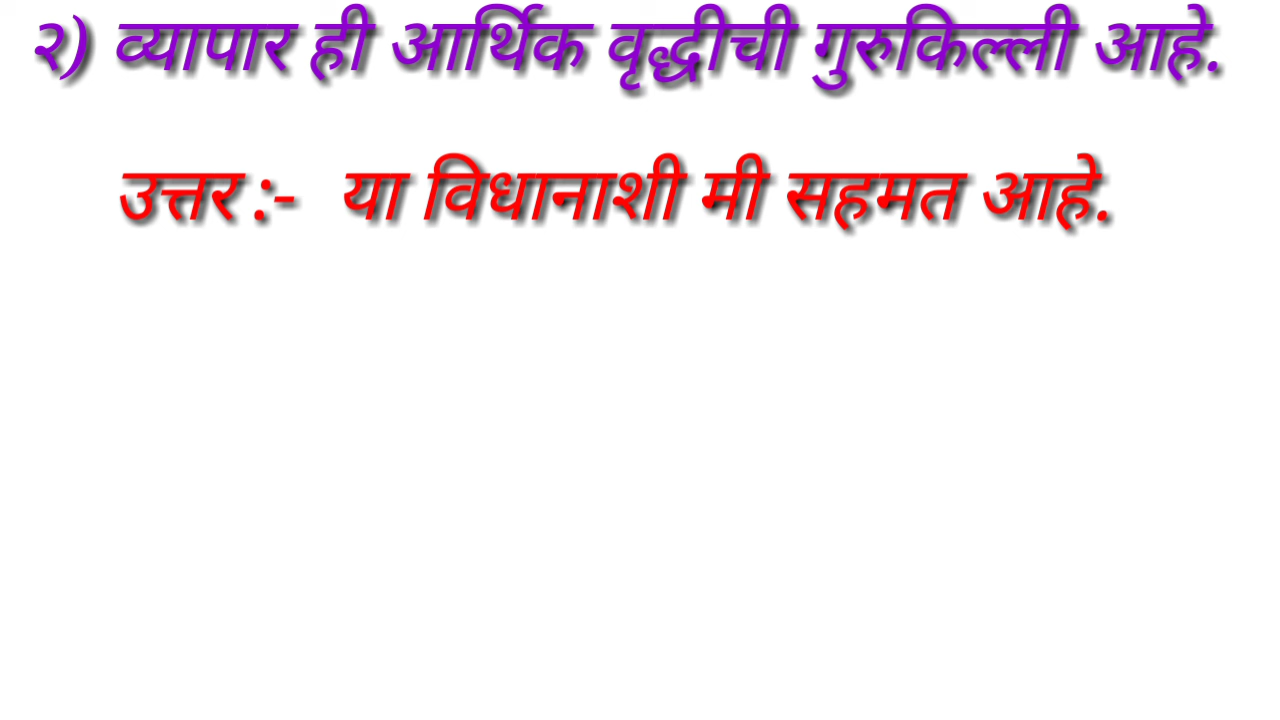 २) व्यापार ही आर्थिक वृद्धीची गुरुकिल्ली आहे.
उत्तर :- या विधानाशी मी सहमत आहे.